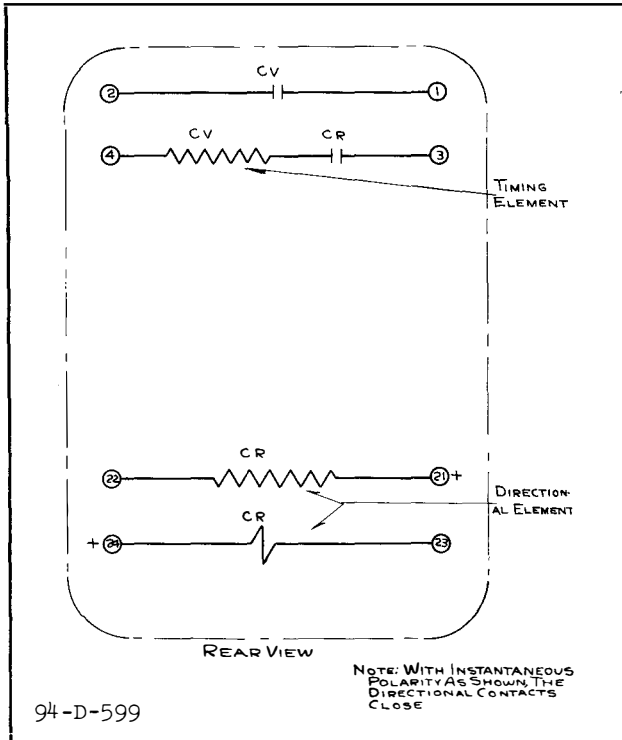 CV
2 1
CV CR
4 3
TIMING
ELEMENT
CR
22 21 +
DIRECTION-
AL ELEMENT
CR
+ 24 23
REAR VIEW
NOTE: WITH INSTANTANEOUS
POLARITY AS SHOWN, THE
DIRECTIONAL CONTACTS
CLOSE
94-D-599